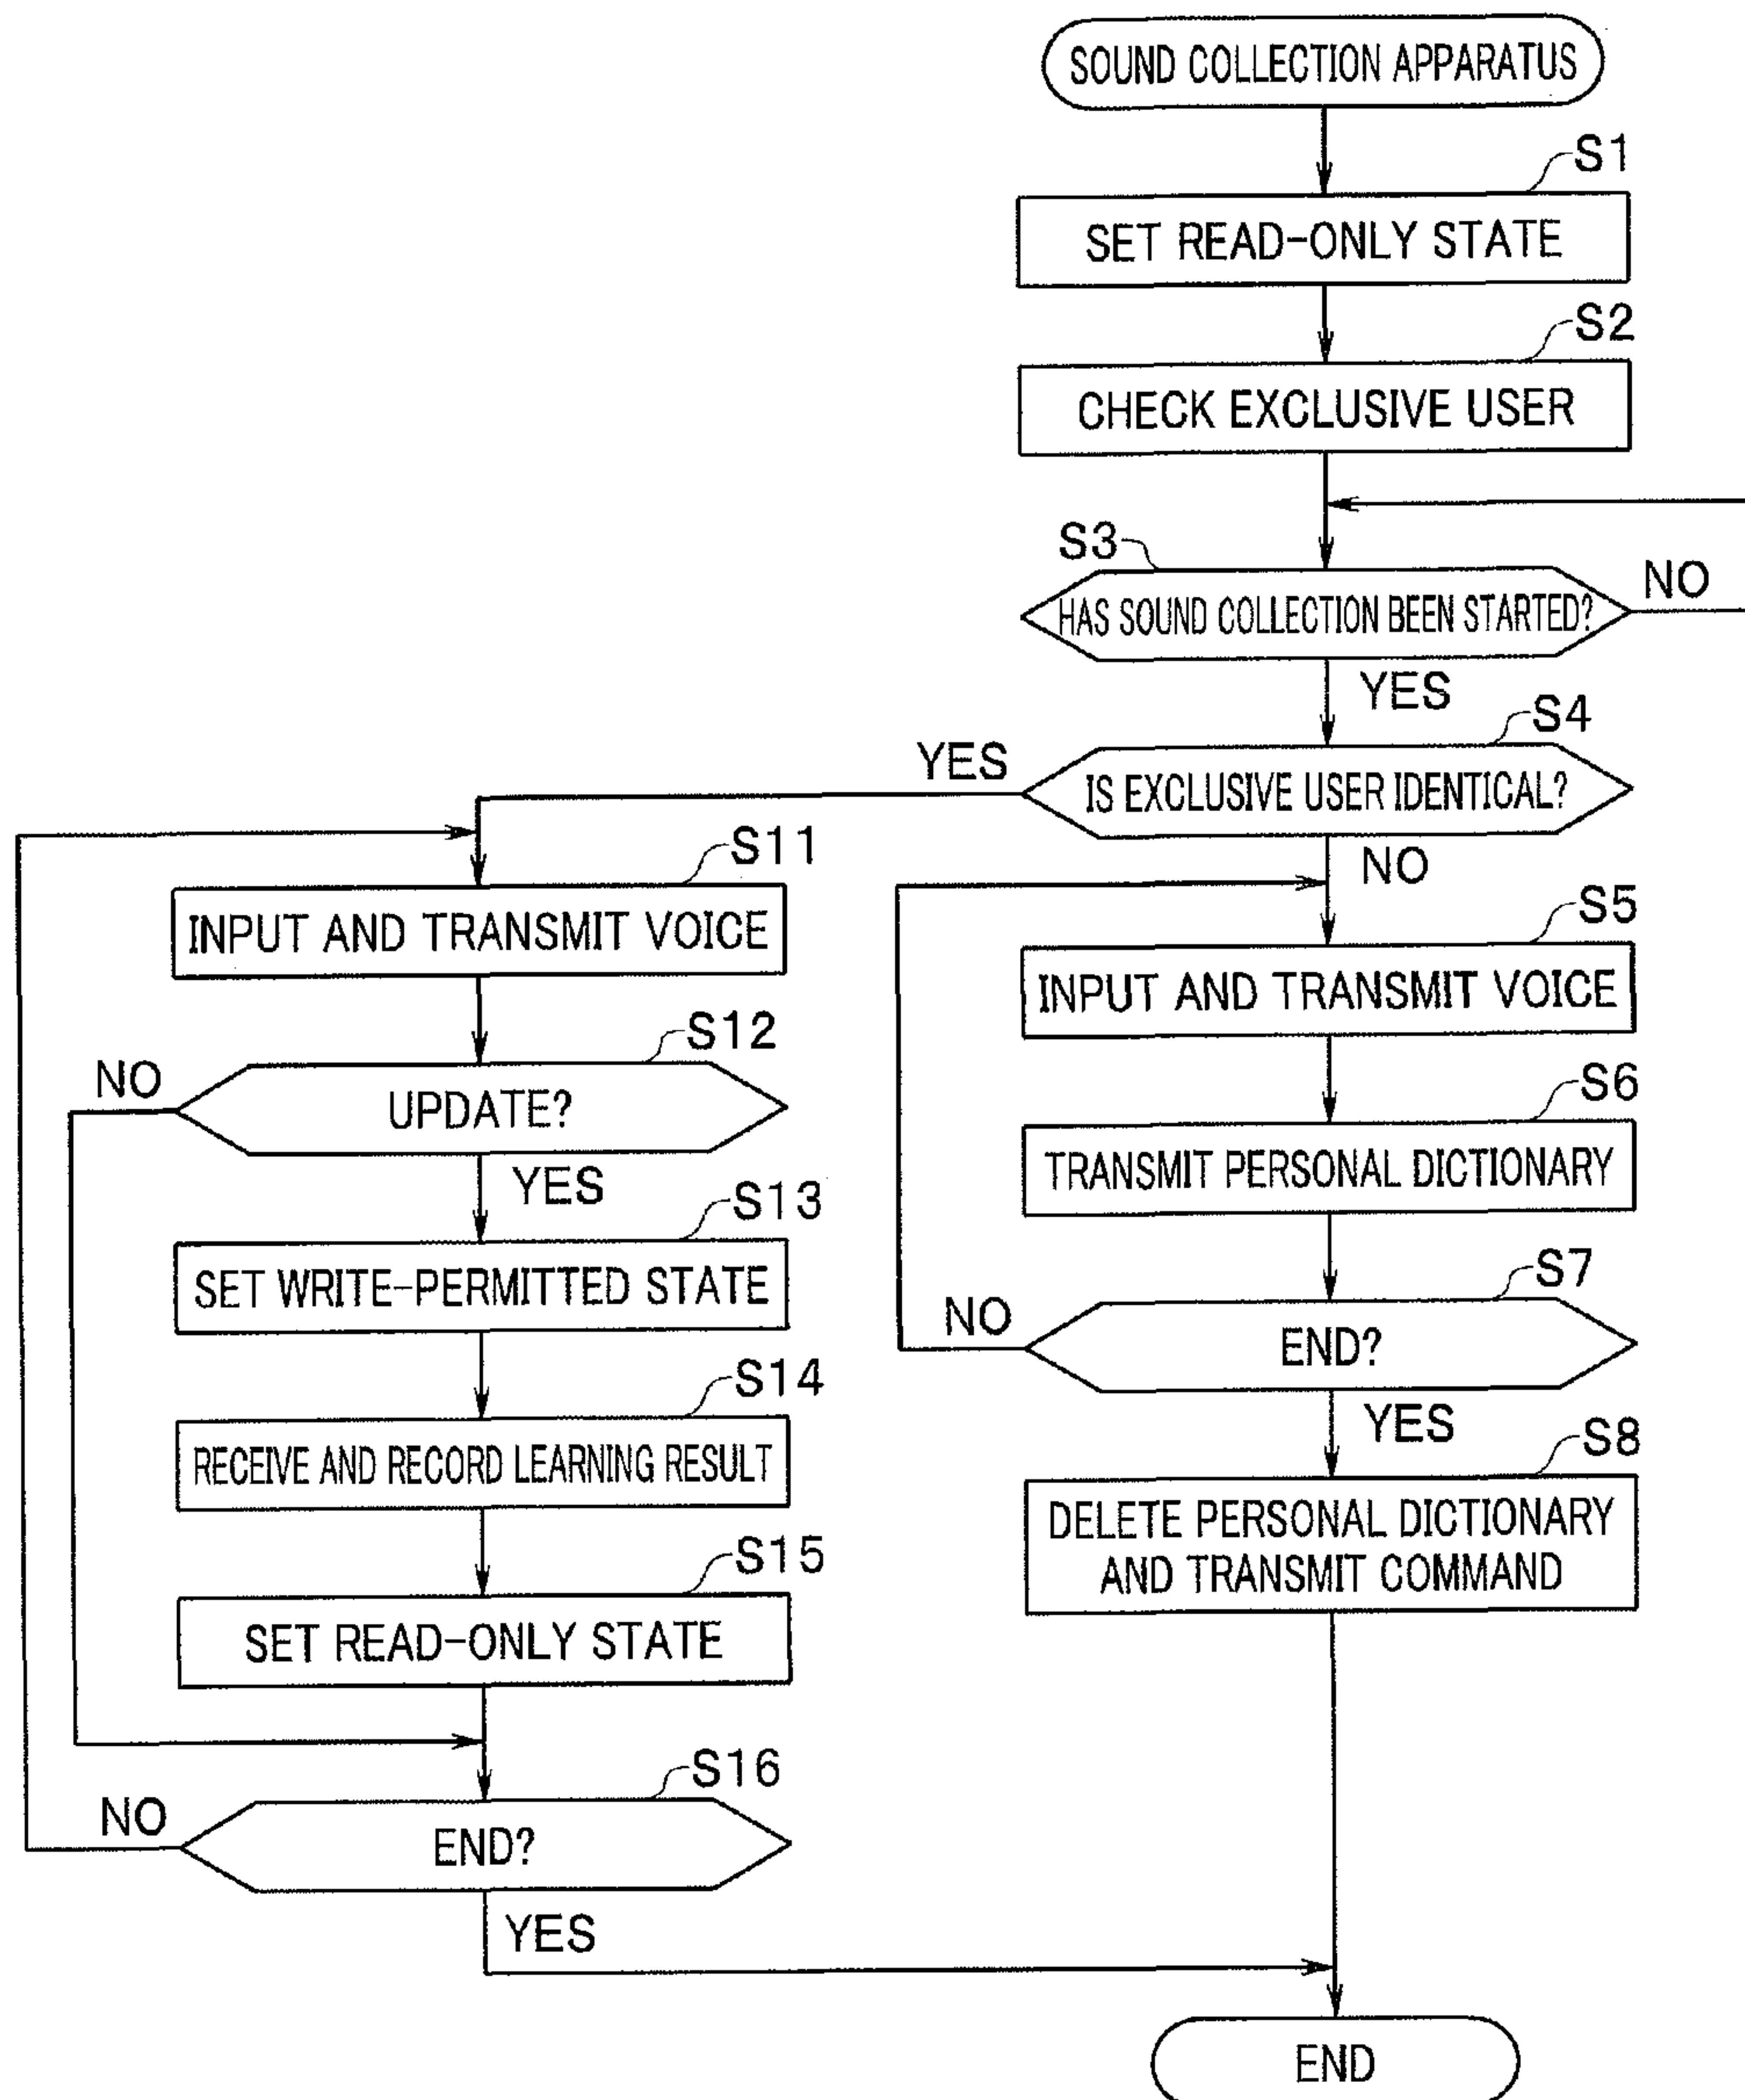 SOUND COLLECTION APPARATUS
S1
SET READ-ONLY STATE
S2
CHECK EXCLUSIVE USER
S3
HAS SOUND COLLECTION BEEN STARTED?
NO
YES
S4
IS EXCLUSIVE USER IDENTICAL?
YES
NO
S5
INPUT AND TRANSMIT VOICE
S6
TRANSMIT PERSONAL DICTIONARY
S7
END?
NO
YES
S8
DELETE PERSONAL DICTIONARY
AND TRANSMIT COMMAND
S11
INPUT AND TRANSMIT VOICE
S12
UPDATE?
NO
YES
S13
SET WRITE-PERMITTED STATE
S14
RECEIVE AND RECORD LEARNING RESULT
S15
SET READ-ONLY STATE
S16
END?
NO
YES
END